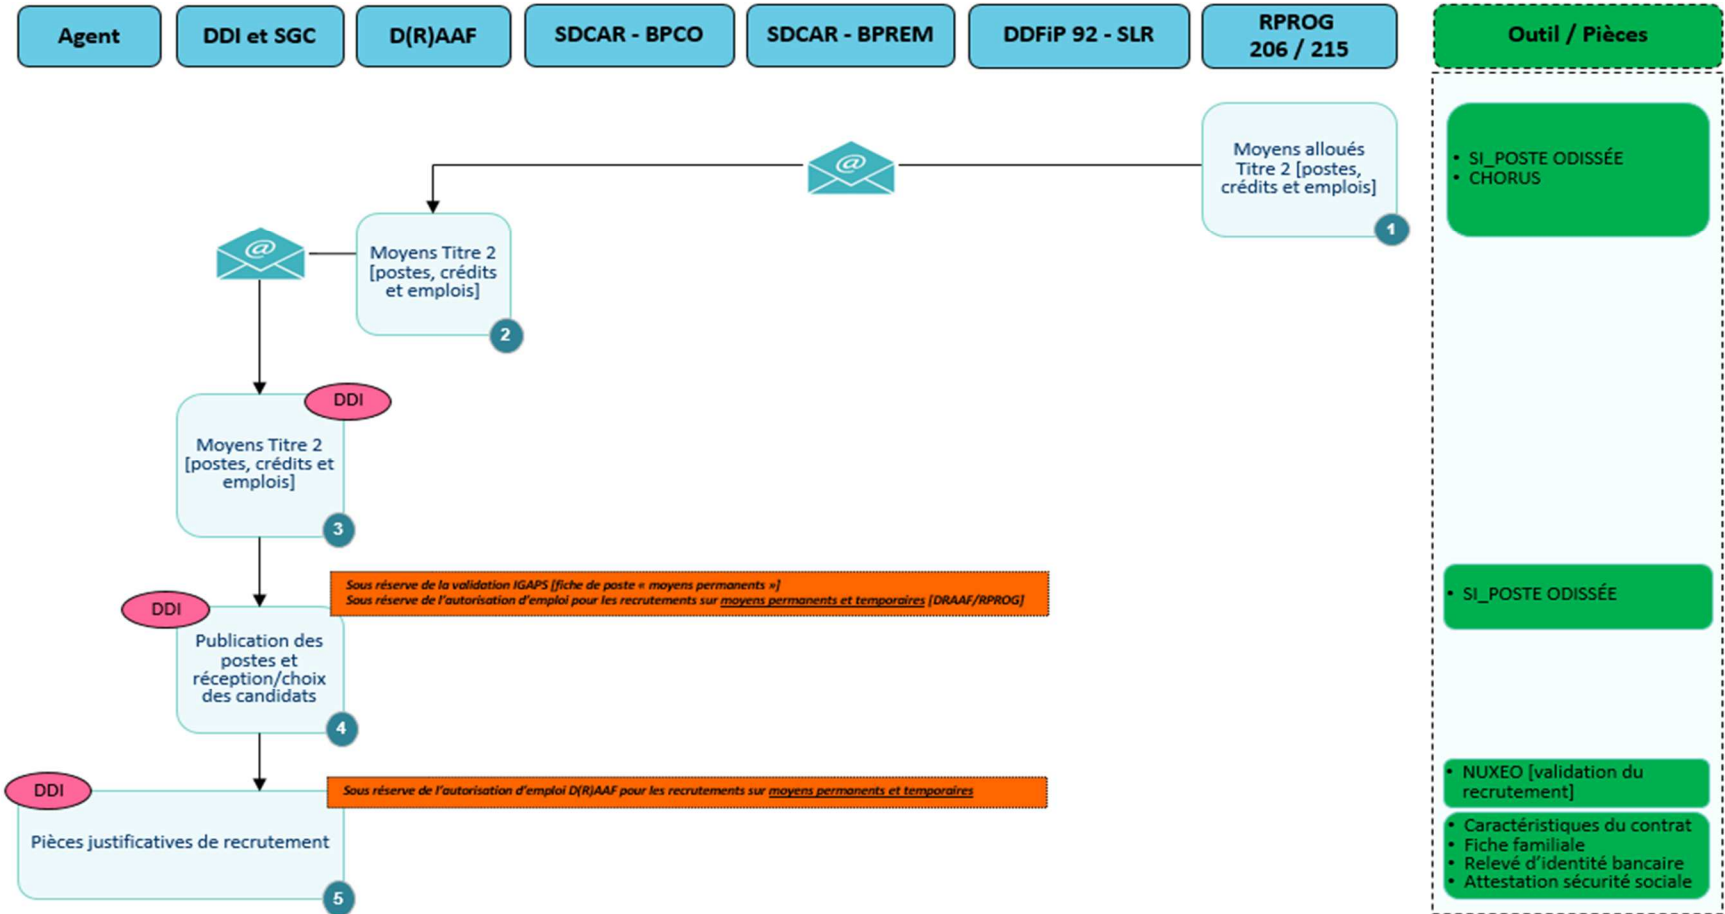 Agent
DDI et SGC
D(R)AAF
SDCAR - BPCO
SDCAR - BPREM
DDFiP 92 - SLR
RPROG
206 / 215
Outil / Pièces
Moyens alloués
Titre 2 [postes,
crédits et emplois]
1
• SI_POSTE ODISSÉE
• CHORUS
@
@
Moyens Titre 2
[postes, crédits
et emplois]
2
DDI
Moyens Titre 2
[postes, crédits et
emplois]
3
Sous réserve de la validation IGAPS [fiche de poste « moyens permanents »]
Sous réserve de l'autorisation d'emploi pour les recrutements sur moyens permanents et temporaires [DRAAF/RPROG]
DDI
Publication des
postes et
réception/choix
des candidats
4
• SI_POSTE ODISSÉE
DDI
Sous réserve de l'autorisation d'emploi D(R)AAF pour les recrutements sur moyens permanents et temporaires
Pièces justificatives de recrutement
5
• NUXEO [validation du
recrutement]
• Caractéristiques du contrat
• Fiche familiale
• Relevé d'identité bancaire
• Attestation sécurité sociale